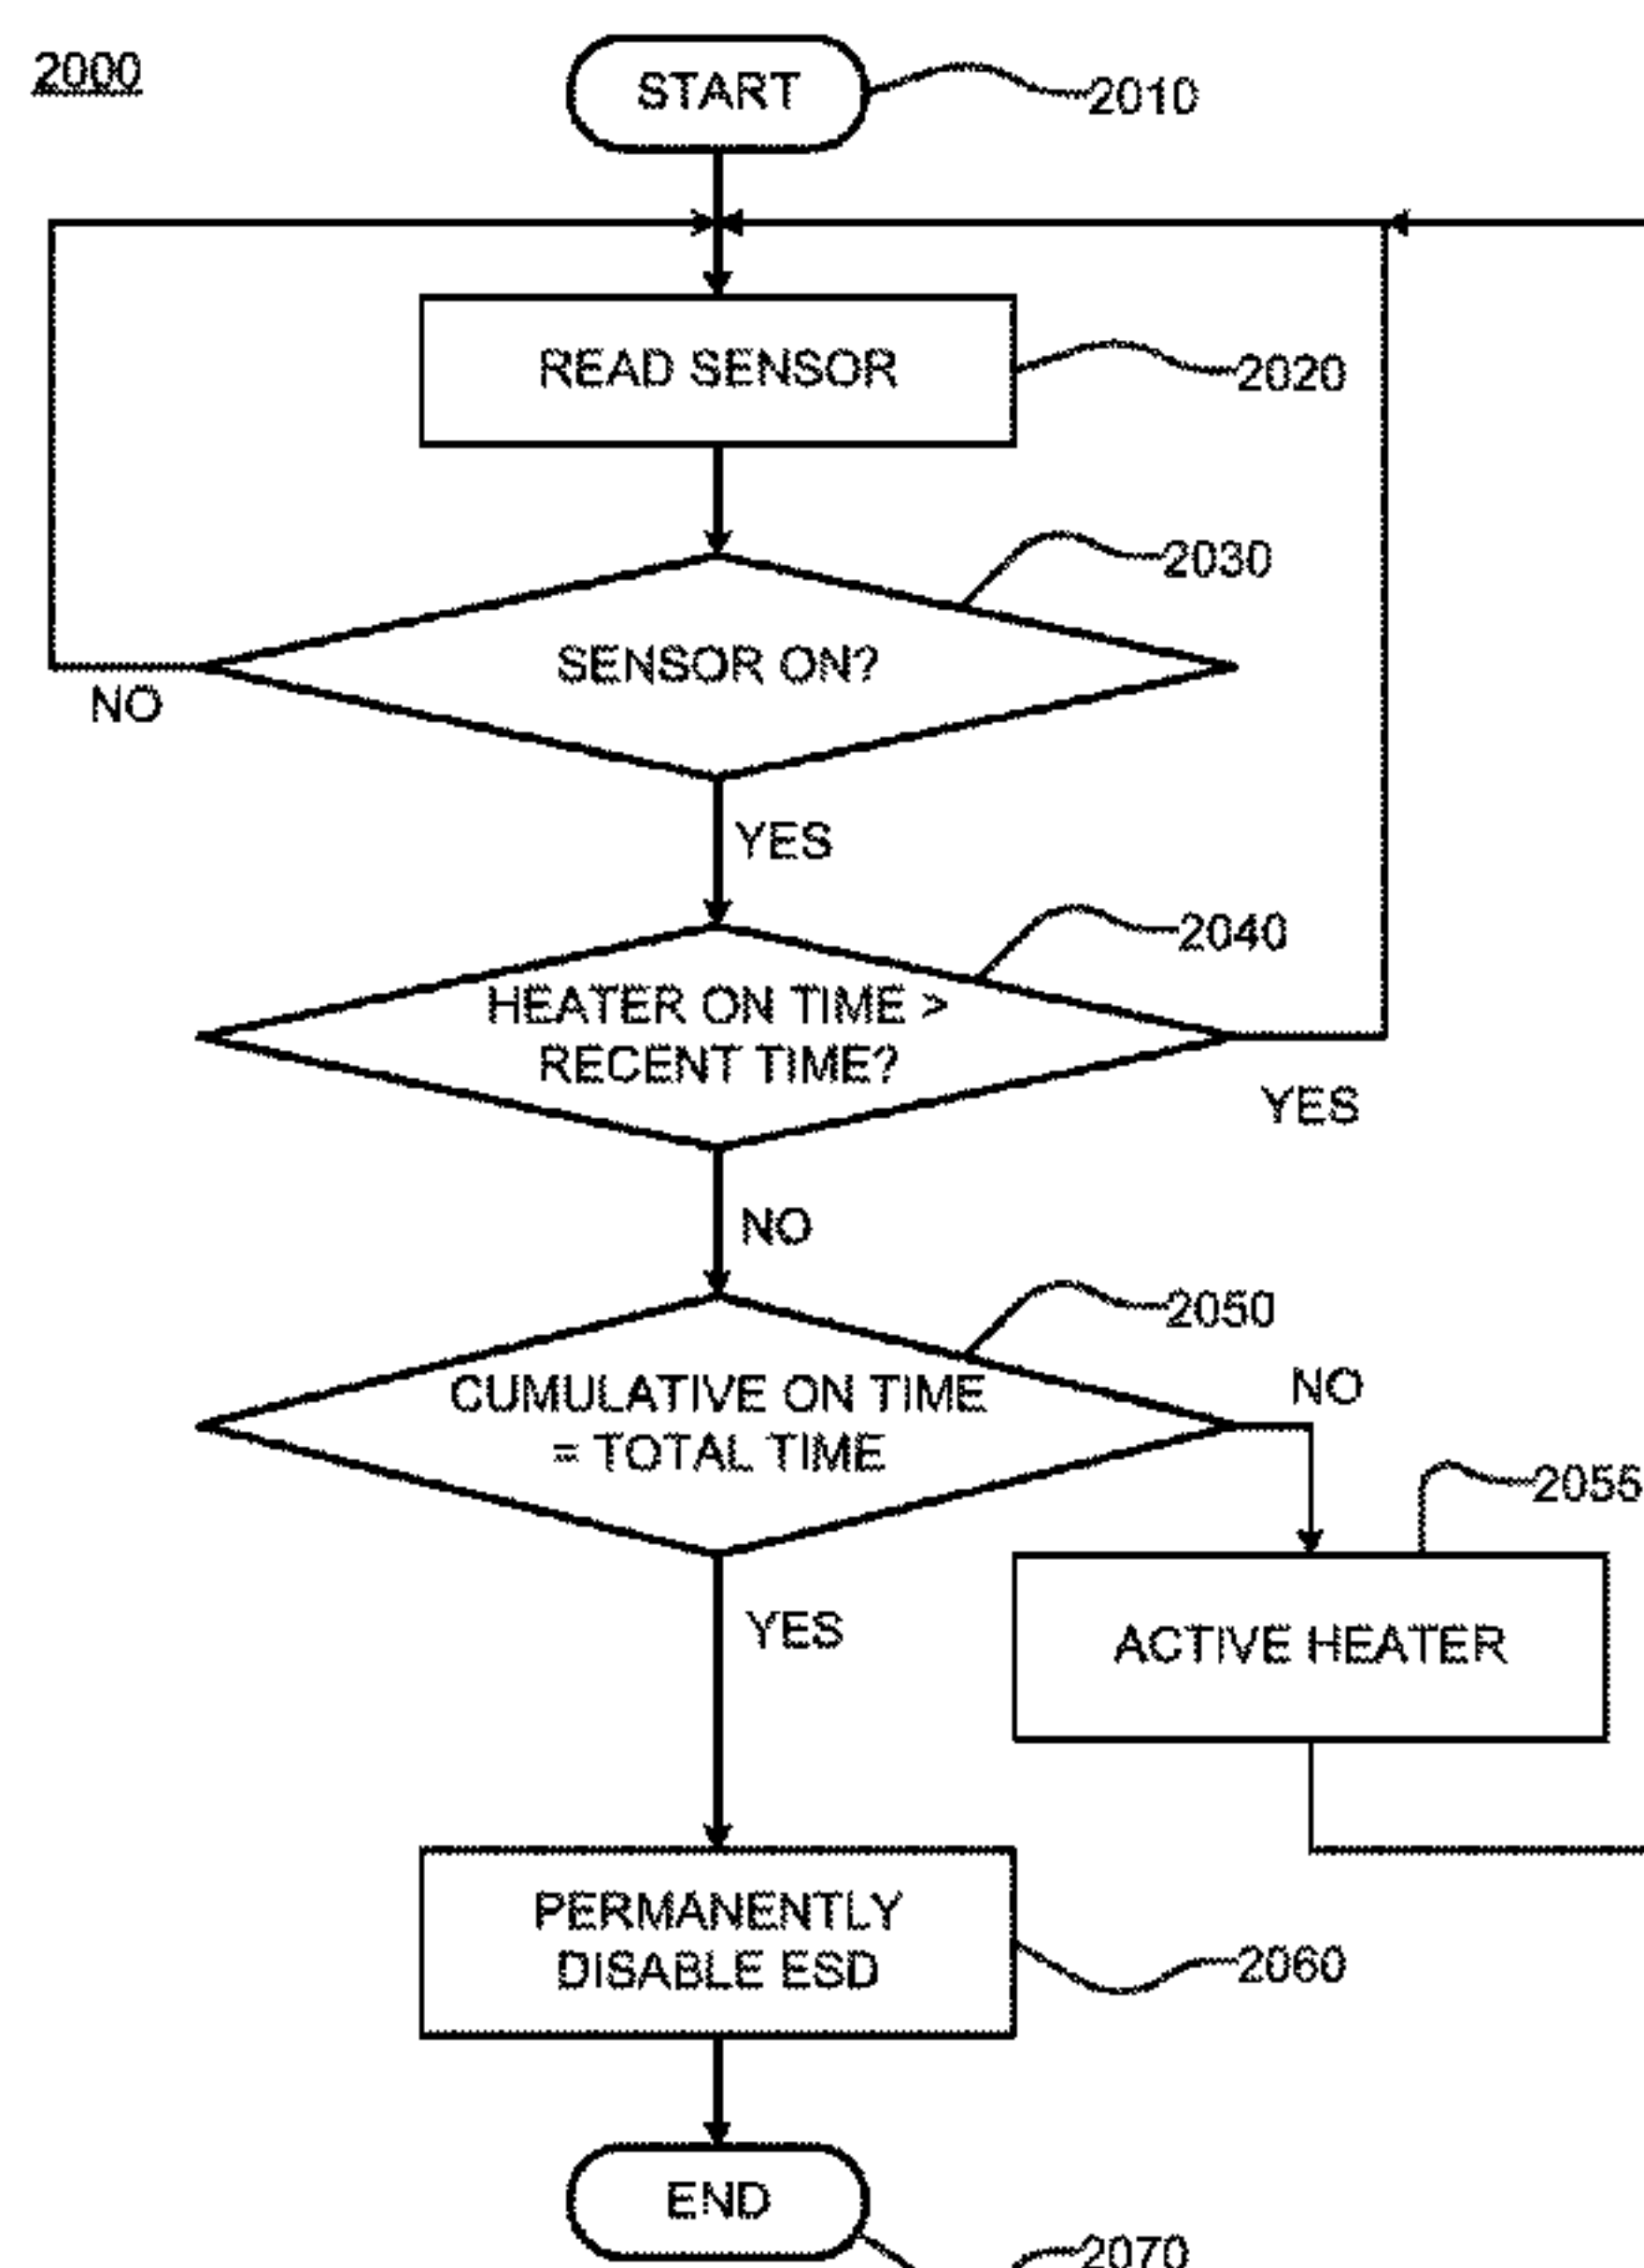 2000
START
2010
READ SENSOR
2020
2030
SENSOR ON?
NO
YES
2040
HEATER ON TIME >
RECENT TIME?
YES
NO
2050
CUMULATIVE ON TIME
= TOTAL TIME
NO
2055
YES
ACTIVE HEATER
PERMANENTLY
DISABLE ESD
2060
END
2070